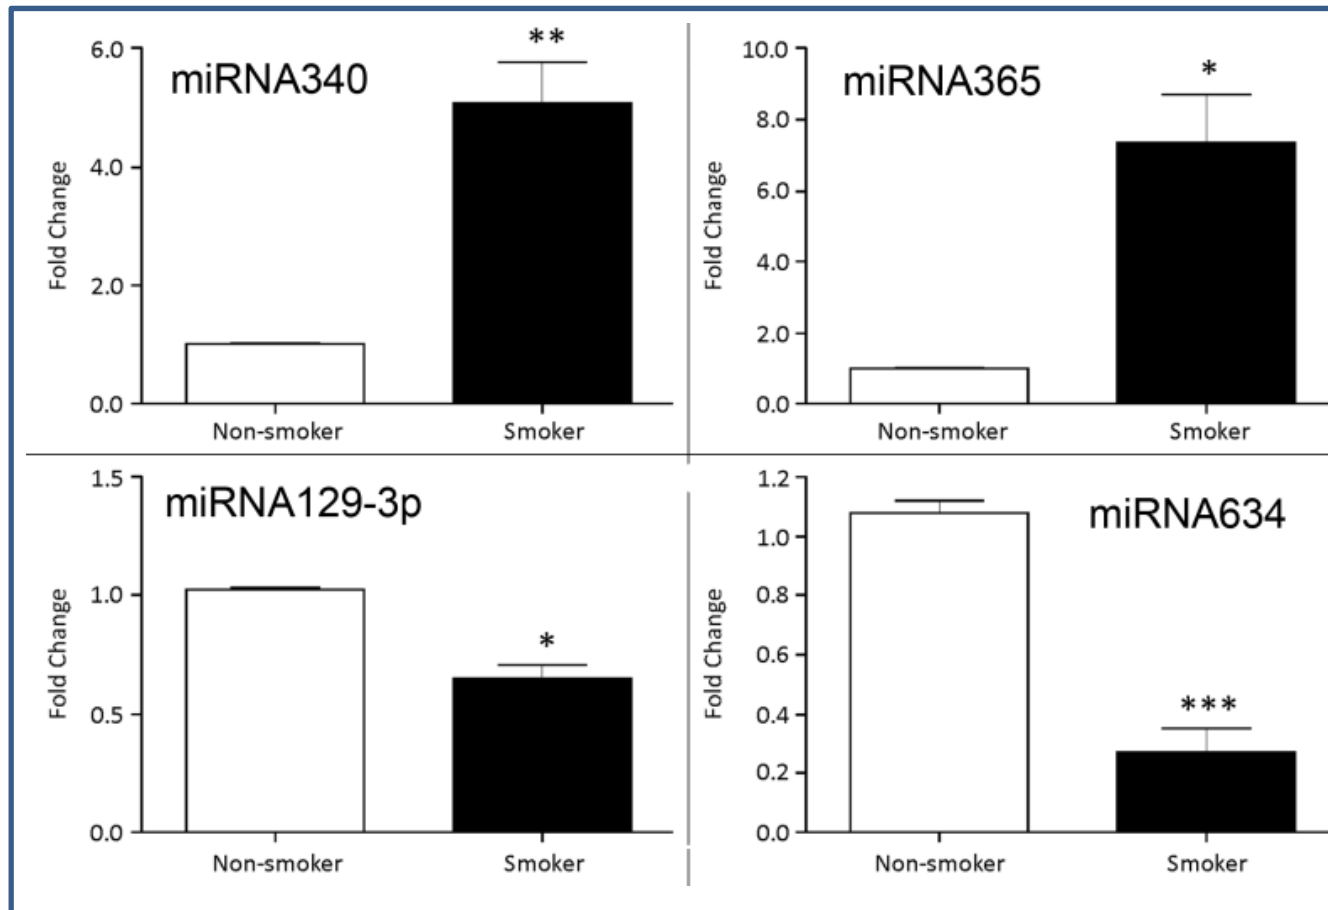 **
6.0
miRNA340
4.0
Fold Change
2.0
0.0
Non-smoker
Smoker
10.0
*
miRNA365
8.0
6.0
Fold Change
4.0
2.0
0.0
Non-smoker
Smoker
1.5
miRNA129-3p
1.0
Fold Change
*
0.5
0.0
Non-smoker
Smoker
1.2
miRNA634
1.0
0.8
Fold Change
0.6
0.4
***
0.2
0.0
Non-smoker
Smoker